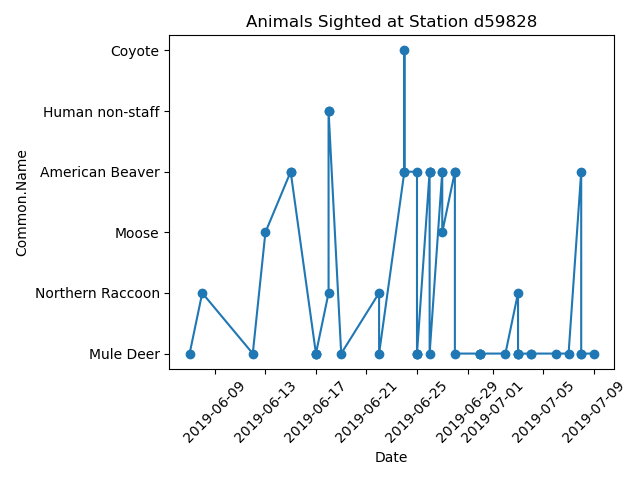 Animals Sighted at Station d59828
Coyote
Human non-staff
American Beaver
Moose
Northern Raccoon
Mule Deer
Common.Name
2019-06-09
2019-06-13
2019-06-17
2019-06-21
2019-06-25
2019-06-29
2019-07-01
2019-07-05
2019-07-09
Date